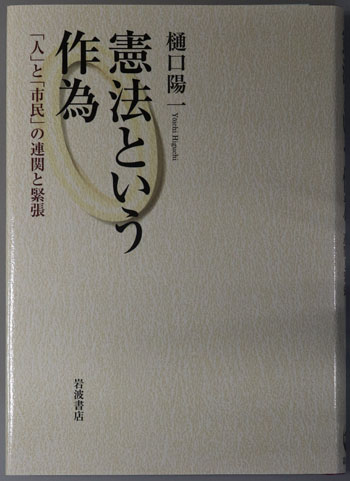 樋口陽一
Yōichi Higuchi
憲法という
作為
「人」と「市民」の連関と緊張
岩波書店